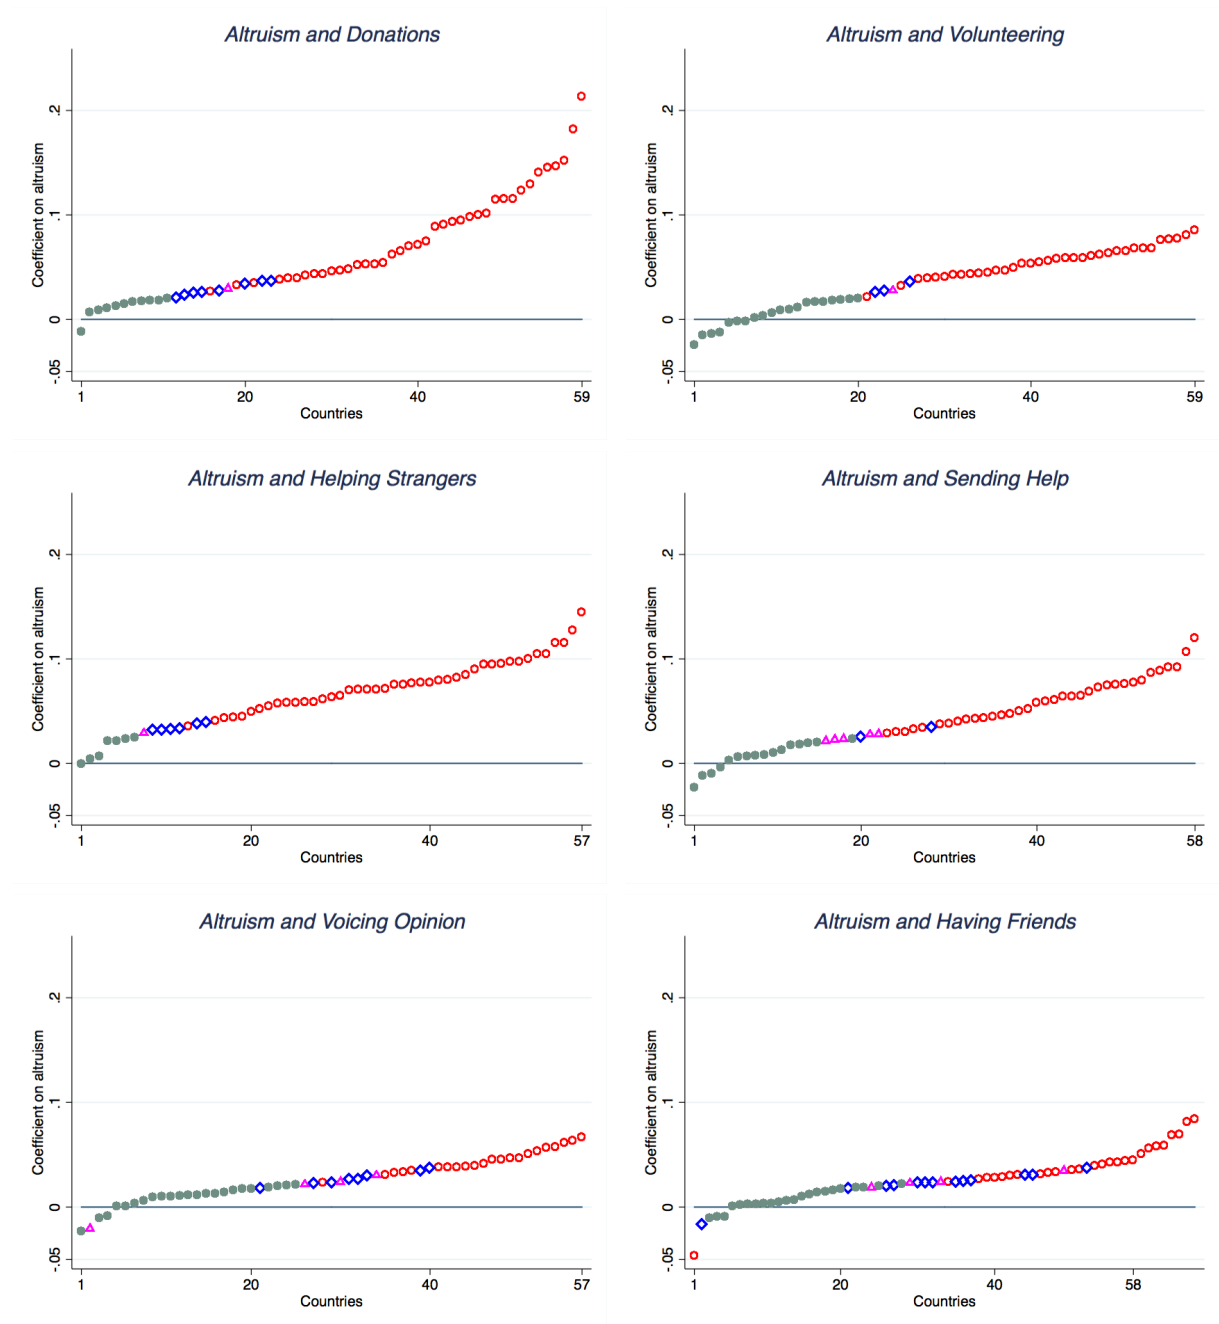 Altruism and Donations
Coefficient on altruism
.2
.1
0
-.05
1 20 40 59
Countries
Altruism and Volunteering
Coefficient on altruism
.2
.1
0
-.05
1 20 40 59
Countries
Altruism and Helping Strangers
Coefficient on altruism
.2
.1
0
-.05
1 20 40 57
Countries
Altruism and Sending Help
Coefficient on altruism
.2
.1
0
-.05
1 20 40 58
Countries
Altruism and Voicing Opinion
Coefficient on altruism
.2
.1
0
-.05
1 20 40 57
Countries
Altruism and Having Friends
Coefficient on altruism
.2
.1
0
-.05
1 20 40 58
Countries